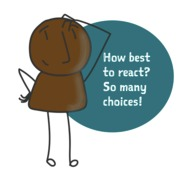 How best
to react?
So many
choices!